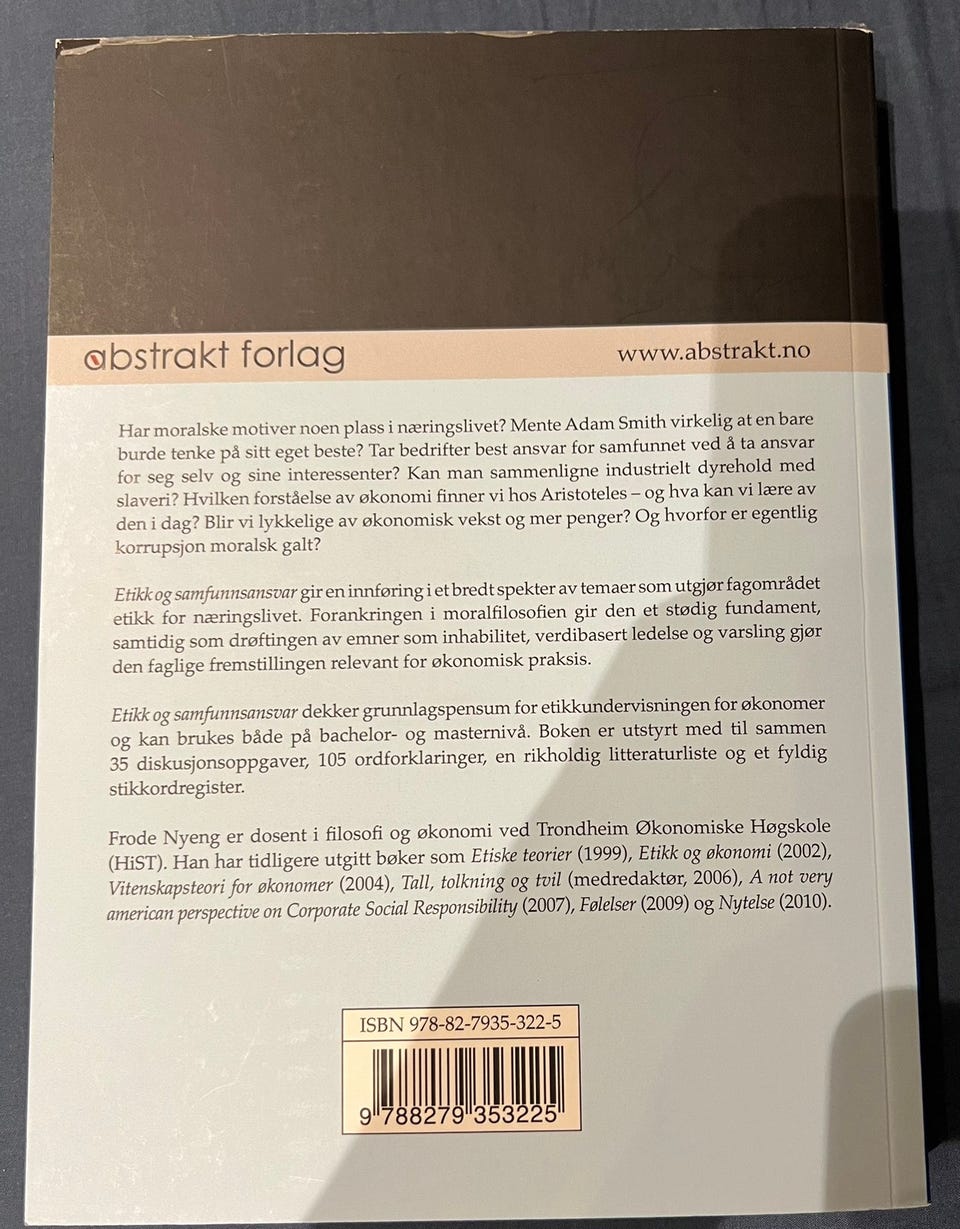 abstrakt forlag
www.abstrakt.no
Har moralske motiver noen plass i næringslivet? Mente Adam Smith virkelig at en bare
burde tenke på sitt eget beste? Tar bedrifter best ansvar for samfunnet ved å ta ansvar
for seg selv og sine interessenter? Kan man sammenligne industrielt dyrehold med
slaveri? Hvilken forståelse av økonomi finner vi hos Aristoteles – og hva kan vi lære av
den i dag? Blir vi lykkelige av økonomisk vekst og mer penger? Og hvorfor er egentlig
korrupsjon moralsk galt?
Etikk og samfunnsansvar gir en innføring i et bredt spekter av temaer som utgjør fagområdet
etikk for næringslivet. Forankringen i moralfilosofien gir den et stødig fundament,
samtidig som drøftingen av emner som inhabilitet, verdibasert ledelse og varsling gjør
den faglige fremstillingen relevant for økonomisk praksis.
Etikk og samfunnsansvar dekker grunnlagspensum for etikkundervisningen for økonomer
og kan brukes både på bachelor- og masternivå. Boken er utstyrt med til sammen
35 diskusjonsoppgaver, 105 ordforklaringer, en rikholdig litteraturliste og et fyldig
stikkordregister.
Frode Nyeng er dosent i filosofi og økonomi ved Trondheim Økonomiske Høgskole
(HiST). Han har tidligere utgitt bøker som Etiske teorier (1999), Etikk og økonomi (2002),
Vitenskapsteori for økonomer (2004), Tall, tolkning og tvil (medredaktør, 2006), A not very
american perspective on Corporate Social Responsibility (2007), Følelser (2009) og Nytelse (2010).
ISBN 978-82-7935-322-5
9 788279 353225